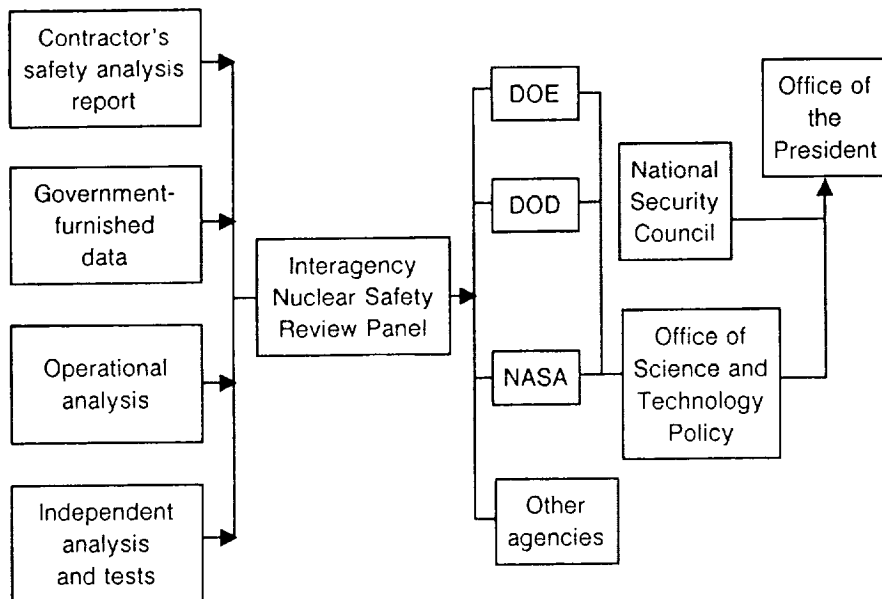 Contractor's
safety analysis
report
Government-
furnished
data
Operational
analysis
Independent
analysis
and tests
Interagency
Nuclear Safety
Review Panel
DOE
DOD
NASA
Other
agencies
National
Security
Council
Office of
Science and
Technology
Policy
Office of
the
President